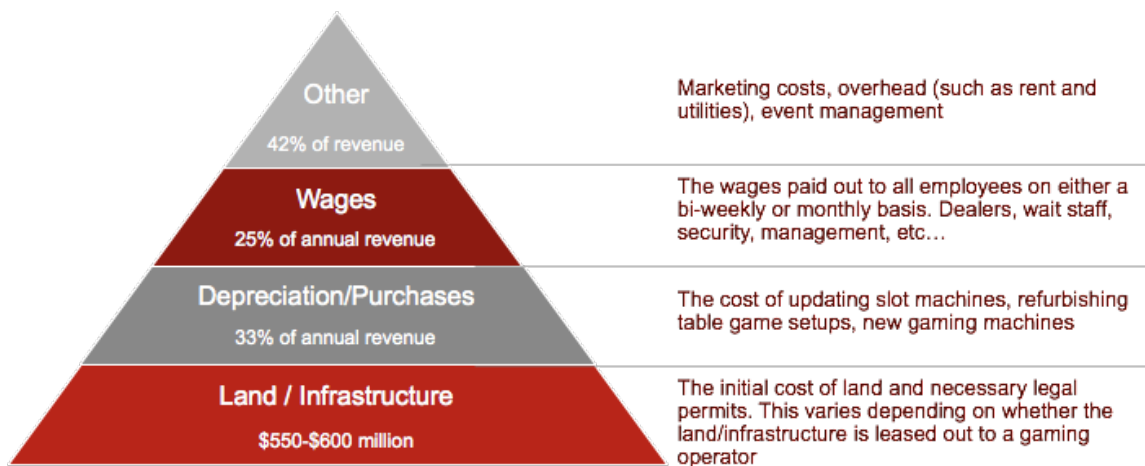 Other
42% of revenue
Marketing costs, overhead (such as rent and
utilities), event management
Wages
25% of annual revenue
The wages paid out to all employees on either a
bi-weekly or monthly basis. Dealers, wait staff,
security, management, etc…
Depreciation/Purchases
33% of annual revenue
The cost of updating slot machines, refurbishing
table game setups, new gaming machines
Land / Infrastructure
$550-$600 million
The initial cost of land and necessary legal
permits. This varies depending on whether the
land/infrastructure is leased out to a gaming
operator